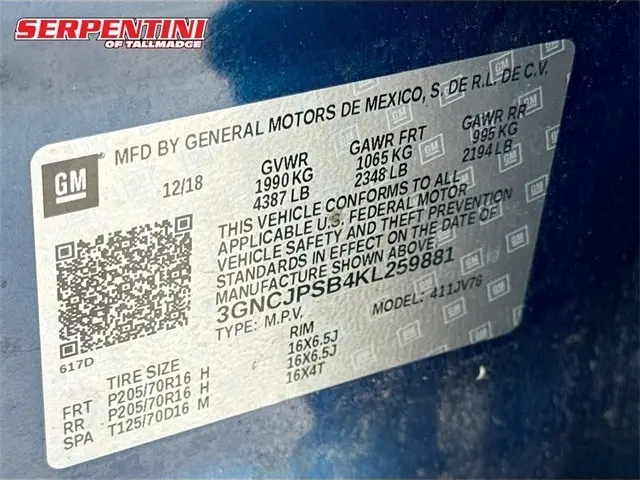 SERPENTINI
OF TALLMADGE
GM
MFD BY GENERAL MOTORS DE MEXICO, S. DE R.L. DE C.V.
12/18
GVWR
1990 KG
4387 LB
GAWR FRT
1065 KG
2348 LB
GAWR RR
995 KG
2194 LB
THIS VEHICLE CONFORMS TO ALL
APPLICABLE U.S. FEDERAL MOTOR
VEHICLE SAFETY AND THEFT PREVENTION
STANDARDS IN EFFECT ON THE DATE OF
MANUFACTURE SHOWN ABOVE.
3GNCJPSB4KL259881
TYPE: M.P.V. MODEL: 411JV76
617D
TIRE SIZE RIM
FRT P205/70R16 H 16X6.5J
RR P205/70R16 H 16X6.5J
SPA T125/70D16 M 16X4T